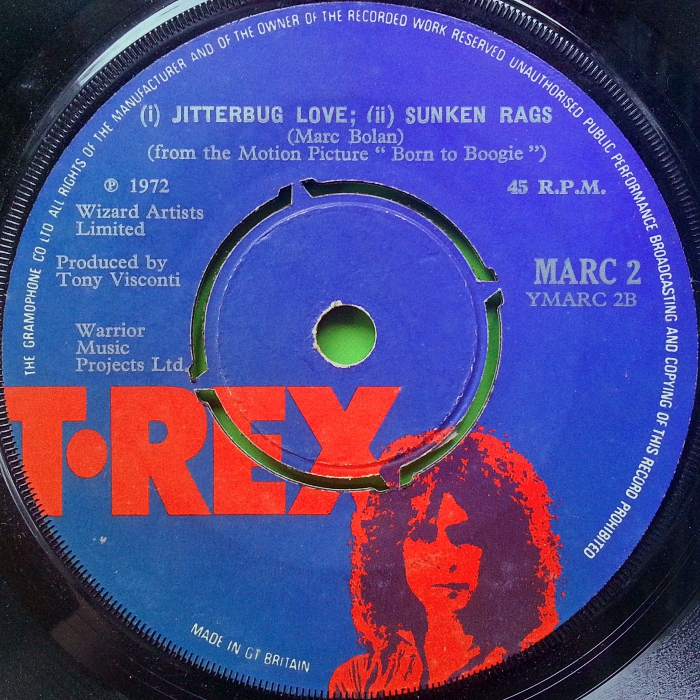 THE GRAMOPHONE CO LTD ALL RIGHTS OF THE MANUFACTURER AND OF THE OWNER OF THE RECORDED WORK RESERVED UNAUTHORISED PUBLIC PERFORMANCE BROADCASTING AND COPYING OF THIS RECORD PROHIBITED
(i) JITTERBUG LOVE; (ii) SUNKEN RAGS
(Marc Bolan)
(from the Motion Picture “ Born to Boogie ”)
℗ 1972
45 R.P.M.
Wizard Artists
Limited
Produced by
Tony Visconti
MARC 2
YMARC 2B
Warrior
Music
Projects Ltd.
T•REX
MADE IN GT BRITAIN